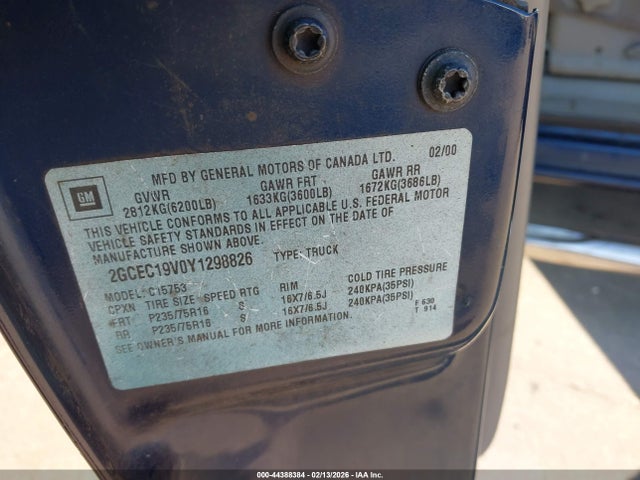 MFD BY GENERAL MOTORS OF CANADA LTD. 02/00
GM
GVWR GAWR FRT GAWR RR
2812KG(6200LB) 1633KG(3600LB) 1672KG(3686LB)
THIS VEHICLE CONFORMS TO ALL APPLICABLE U.S. FEDERAL MOTOR
VEHICLE SAFETY STANDARDS IN EFFECT ON THE DATE OF
MANUFACTURE SHOWN ABOVE.
2GCEC19V0Y1298826 TYPE: TRUCK
MODEL: C15753
CPXN TIRE SIZE SPEED RTG RIM COLD TIRE PRESSURE
FRT P235/75R16 S 16X7/6.5J 240KPA(35PSI)
RR P235/75R16 S 16X7/6.5J 240KPA(35PSI)
SEE OWNER'S MANUAL FOR MORE INFORMATION.
F 630
T 914
000-44388384 - 02/13/2026 - IAA Inc.